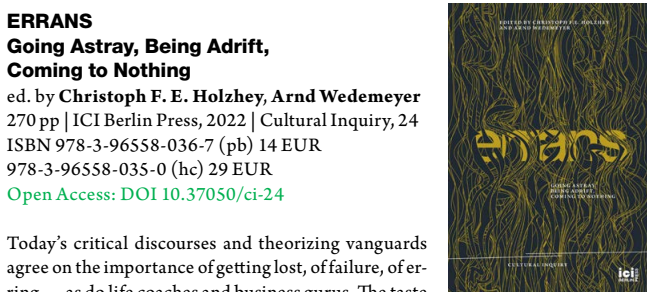 ERRANS
Going Astray, Being Adrift,
Coming to Nothing
ed. by Christoph F. E. Holzhey, Arnd Wedemeyer
270 pp | ICI Berlin Press, 2022 | Cultural Inquiry, 24
ISBN 978-3-96558-036-7 (pb) 14 EUR
978-3-96558-035-0 (hc) 29 EUR
Open Access: DOI 10.37050/ci-24
Today’s critical discourses and theorizing vanguards
agree on the importance of getting lost, of failure, of er-
EDITED BY CHRISTOPH F. E. HOLZHEY
AND ARND WEDEMEYER
errans
GOING ASTRAY
BEING ADRIFT
COMING TO NOTHING
CULTURAL INQUIRY
ici